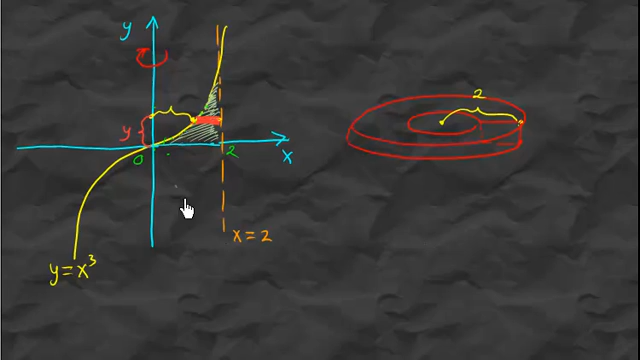 y
2
y
0
2
x
x = 2
y = x³